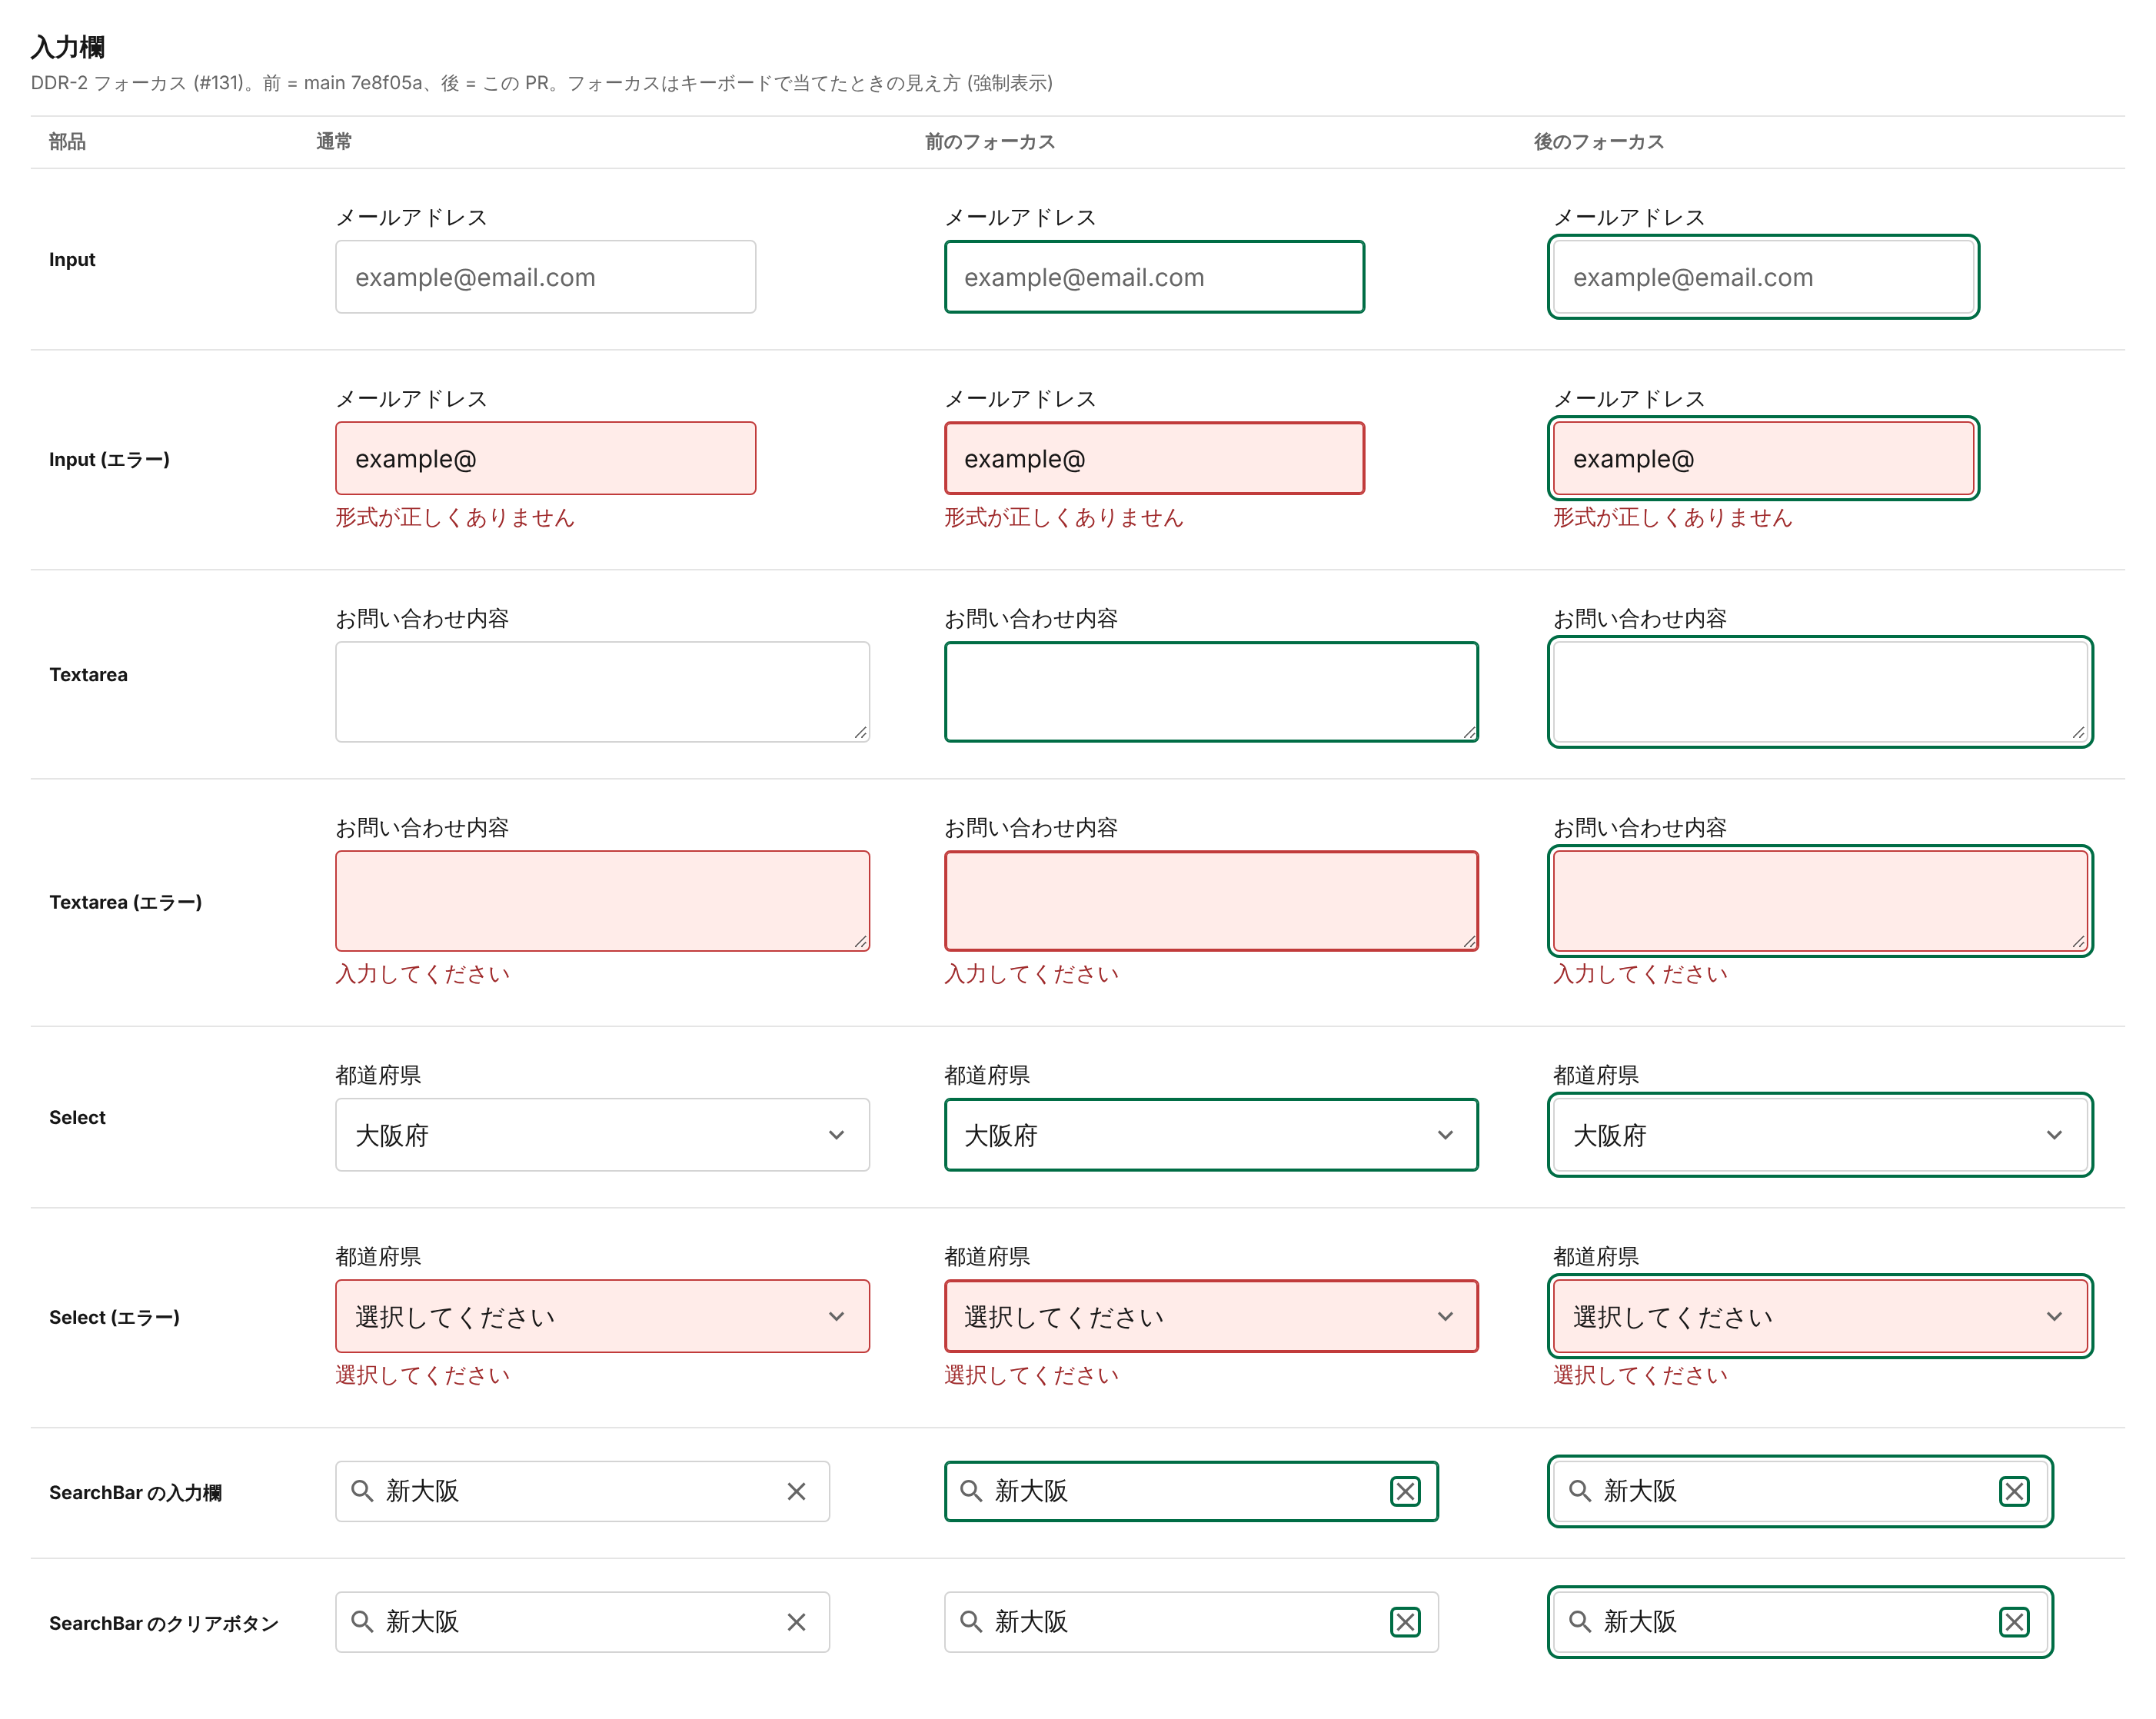 入力欄
DDR-2 フォーカス (#131)。前 = main 7e8f05a、後 = この PR。フォーカスはキーボードで当てたときの見え方 (強制表示)
部品 通常 前のフォーカス 後のフォーカス
メールアドレス メールアドレス メールアドレス
Input example@email.com example@email.com example@email.com
メールアドレス メールアドレス メールアドレス
Input (エラー) example@ example@ example@
形式が正しくありません 形式が正しくありません 形式が正しくありません
お問い合わせ内容 お問い合わせ内容 お問い合わせ内容
Textarea
お問い合わせ内容 お問い合わせ内容 お問い合わせ内容
Textarea (エラー)
入力してください 入力してください 入力してください
都道府県 都道府県 都道府県
Select 大阪府 大阪府 大阪府
都道府県 都道府県 都道府県
Select (エラー) 選択してください 選択してください 選択してください
選択してください 選択してください 選択してください
SearchBar の入力欄 新大阪 新大阪 新大阪
SearchBar のクリアボタン 新大阪 新大阪 新大阪